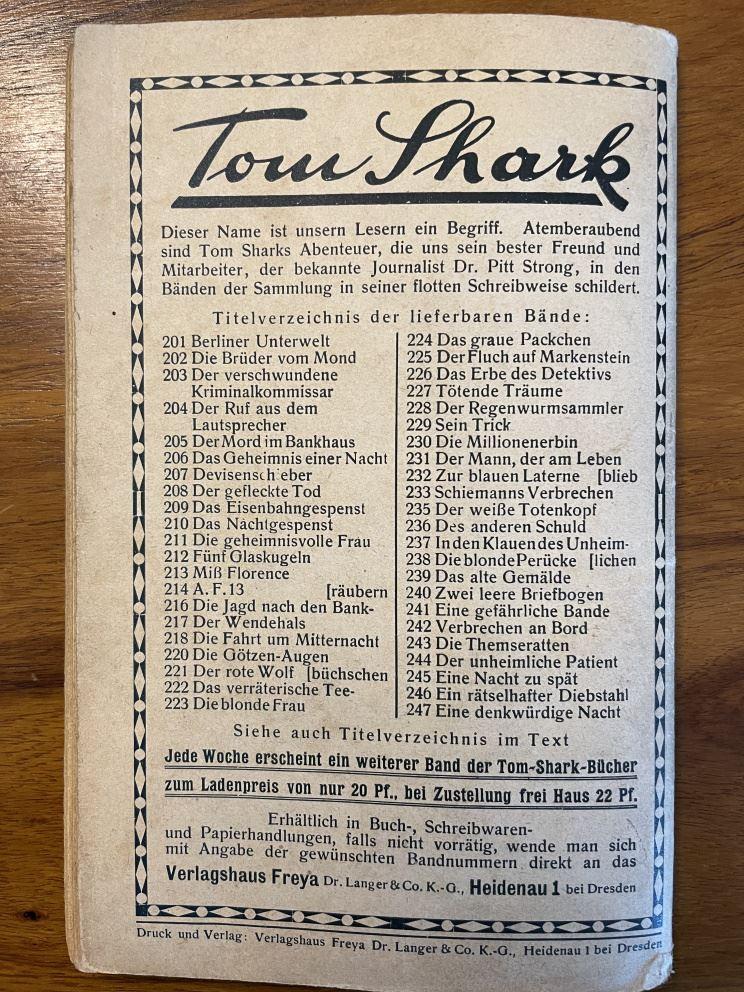 Tom Shark
Dieser Name ist unsern Lesern ein Begriff. Atemberaubend
sind Tom Sharks Abenteuer, die uns sein bester Freund und
Mitarbeiter, der bekannte Journalist Dr. Pitt Strong, in den
Bänden der Sammlung in seiner flotten Schreibweise schildert.
Titelverzeichnis der lieferbaren Bände:
201 Berliner Unterwelt
202 Die Brüder vom Mond
203 Der verschwundene
Kriminalkommissar
204 Der Ruf aus dem
Lautsprecher
205 Der Mord im Bankhaus
206 Das Geheimnis einer Nacht
207 Devisenschieber
208 Der gefleckte Tod
209 Das Eisenbahngespenst
210 Das Nachtgespenst
211 Die geheimnisvolle Frau
212 Fünf Glaskugeln
213 Miß Florence
214 A. F. 13 [räubern
216 Die Jagd nach den Bank-
217 Der Wendehals
218 Die Fahrt um Mitternacht
220 Die Götzen-Augen
221 Der rote Wolf [büchschen
222 Das verräterische Tee-
223 Die blonde Frau
224 Das graue Päckchen
225 Der Fluch auf Markenstein
226 Das Erbe des Detektivs
227 Tötende Träume
228 Der Regenwurmsammler
229 Sein Trick
230 Die Millionenerbin
231 Der Mann, der am Leben
232 Zur blauen Laterne [blieb
233 Schiemanns Verbrechen
235 Der weiße Totenkopf
236 Des anderen Schuld
237 In den Klauen des Unheim-
238 Die blonde Perücke [lichen
239 Das alte Gemälde
240 Zwei leere Briefbogen
241 Eine gefährliche Bande
242 Verbrechen an Bord
243 Die Themseratten
244 Der unheimliche Patient
245 Eine Nacht zu spät
246 Ein rätselhafter Diebstahl
247 Eine denkwürdige Nacht
Siehe auch Titelverzeichnis im Text
Jede Woche erscheint ein weiterer Band der Tom-Shark-Bücher
zum Ladenpreis von nur 20 Pf., bei Zustellung frei Haus 22 Pf.
Erhältlich in Buch-, Schreibwaren-
und Papierhandlungen, falls nicht vorrätig, wende man sich
mit Angabe der gewünschten Bandnummern direkt an das
Verlagshaus Freya Dr. Langer & Co. K.-G., Heidenau 1 bei Dresden
Druck und Verlag: Verlagshaus Freya Dr. Langer & Co. K.-G., Heidenau 1 bei Dresden